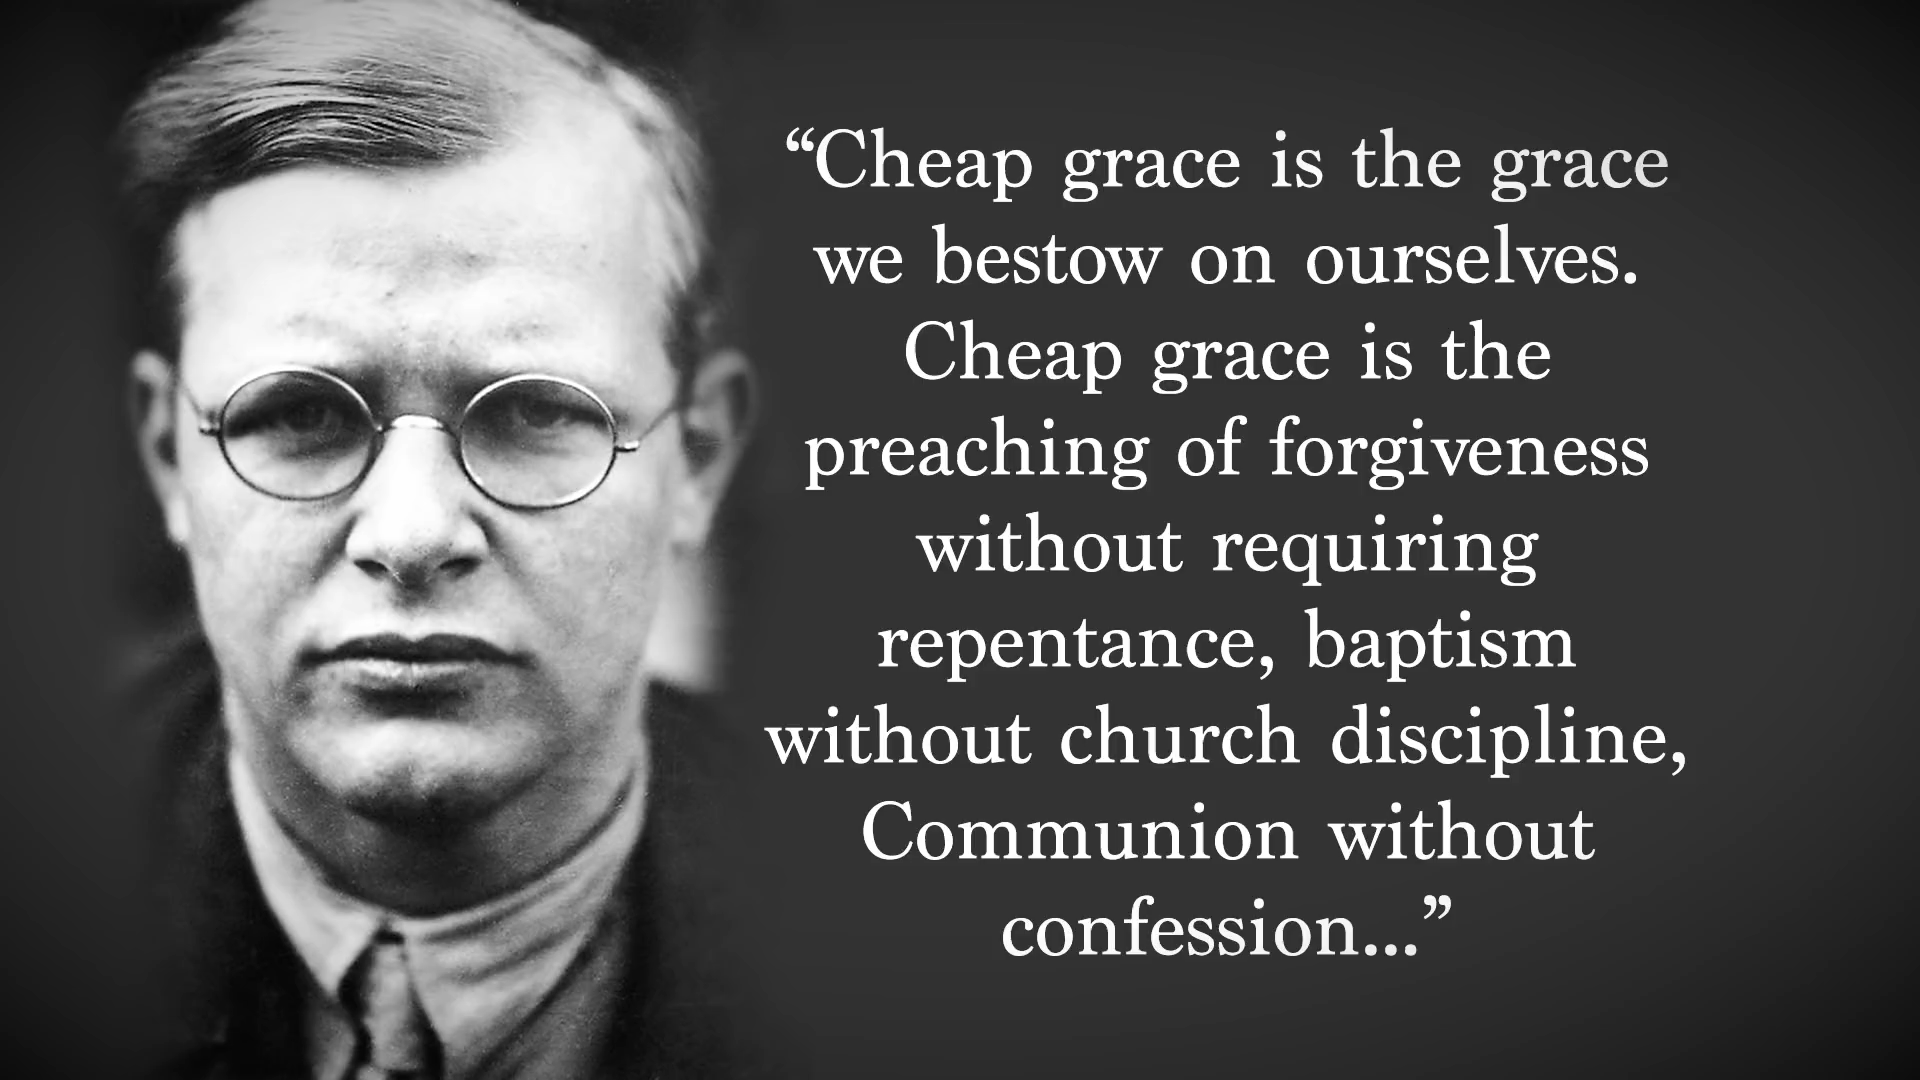 “Cheap grace is the grace
we bestow on ourselves.
Cheap grace is the
preaching of forgiveness
without requiring
repentance, baptism
without church discipline,
Communion without
confession...”